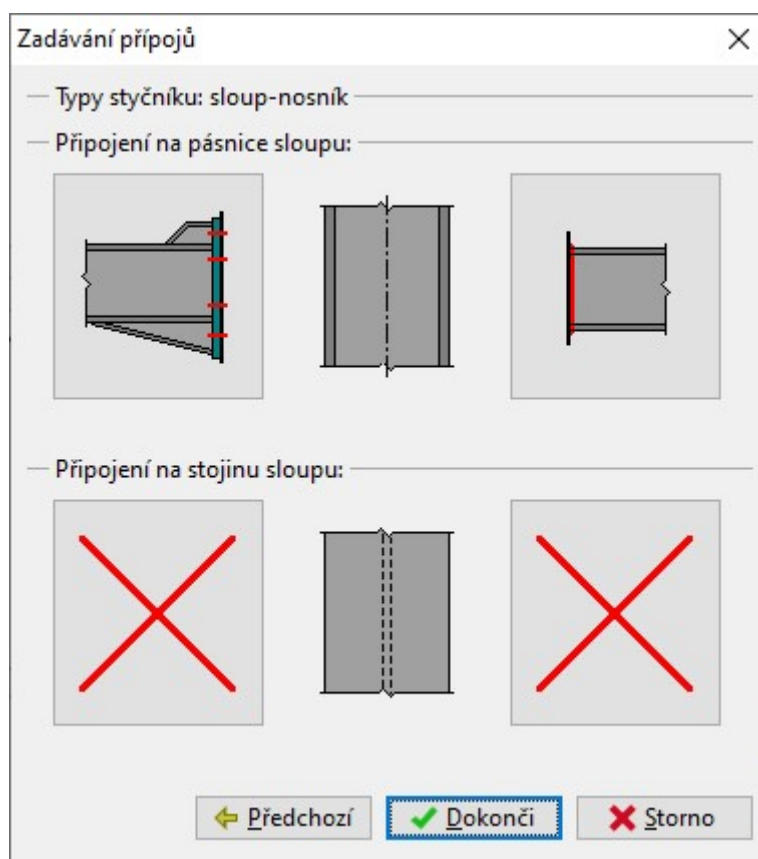 Zadávání přípojů
Typy styčníku: sloup-nosník
Připojení na pásnice sloupu:
Připojení na stojinu sloupu:
Předchozí
Dokonči
Storno